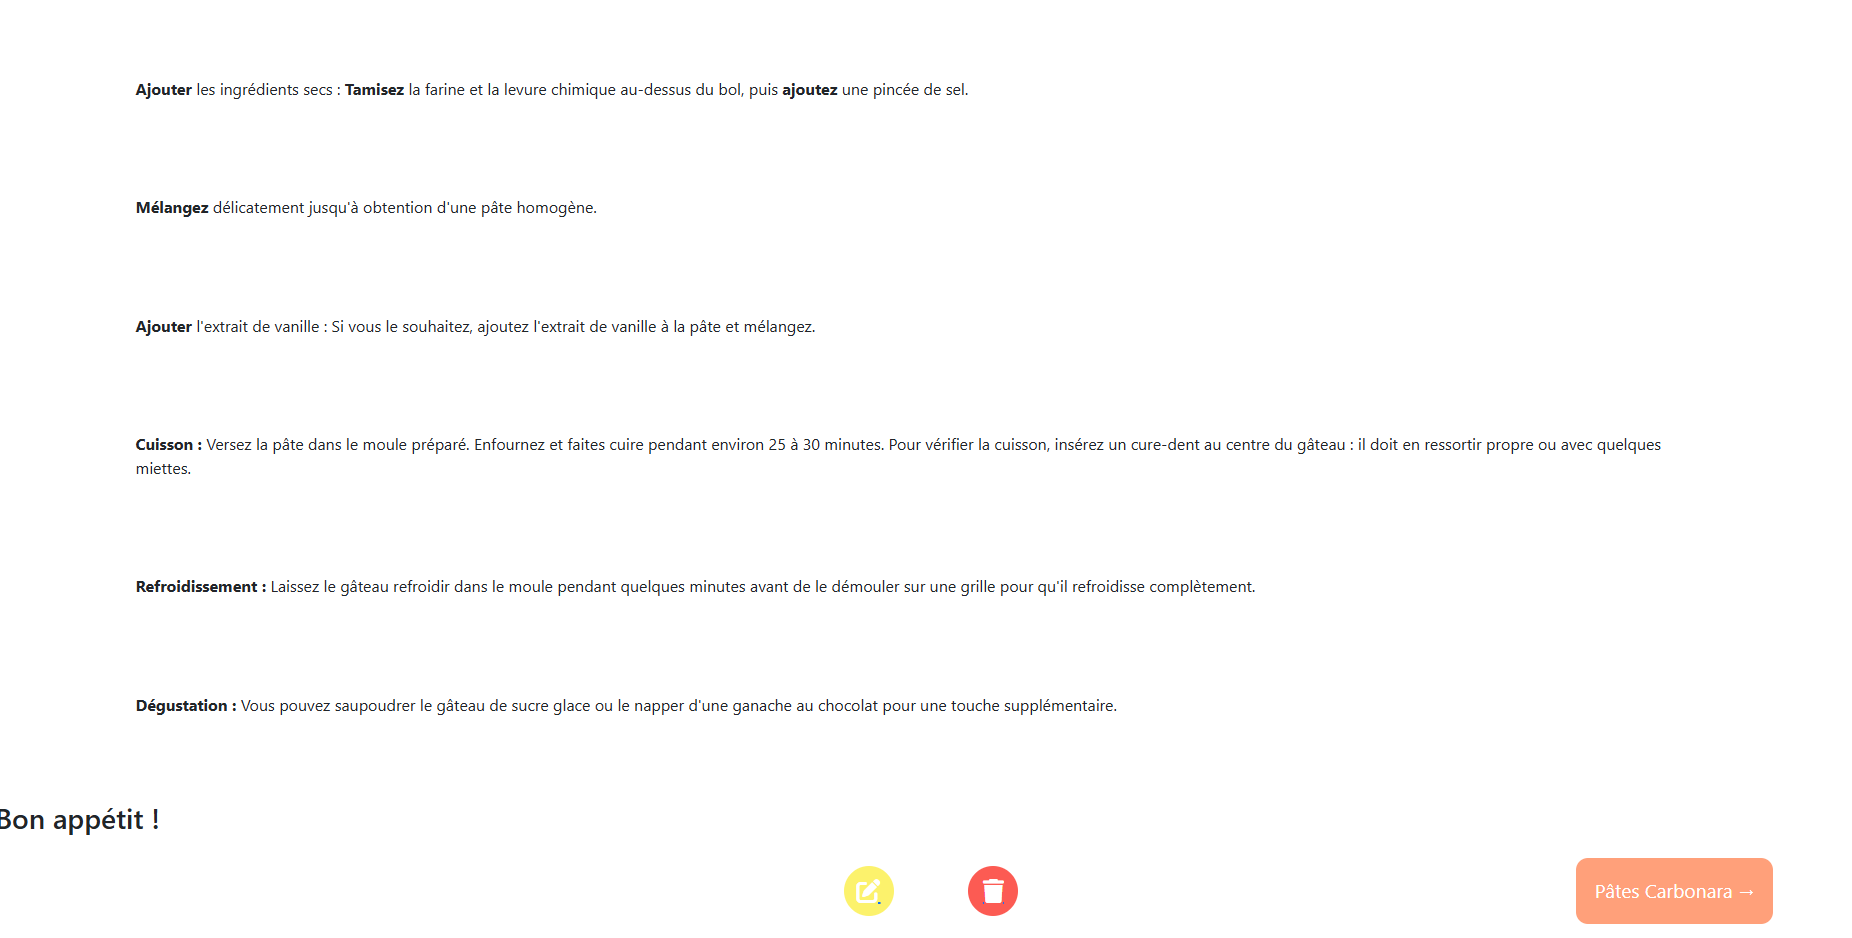 Ajouter les ingrédients secs : Tamisez la farine et la levure chimique au-dessus du bol, puis ajoutez une pincée de sel.
Mélangez délicatement jusqu'à obtention d'une pâte homogène.
Ajouter l'extrait de vanille : Si vous le souhaitez, ajoutez l'extrait de vanille à la pâte et mélangez.
Cuisson : Versez la pâte dans le moule préparé. Enfournez et faites cuire pendant environ 25 à 30 minutes. Pour vérifier la cuisson, insérez un cure-dent au centre du gâteau : il doit en ressortir propre ou avec quelques
miettes.
Refroidissement : Laissez le gâteau refroidir dans le moule pendant quelques minutes avant de le démouler sur une grille pour qu'il refroidisse complètement.
Dégustation : Vous pouvez saupoudrer le gâteau de sucre glace ou le napper d'une ganache au chocolat pour une touche supplémentaire.
Bon appétit !
Pâtes Carbonara →